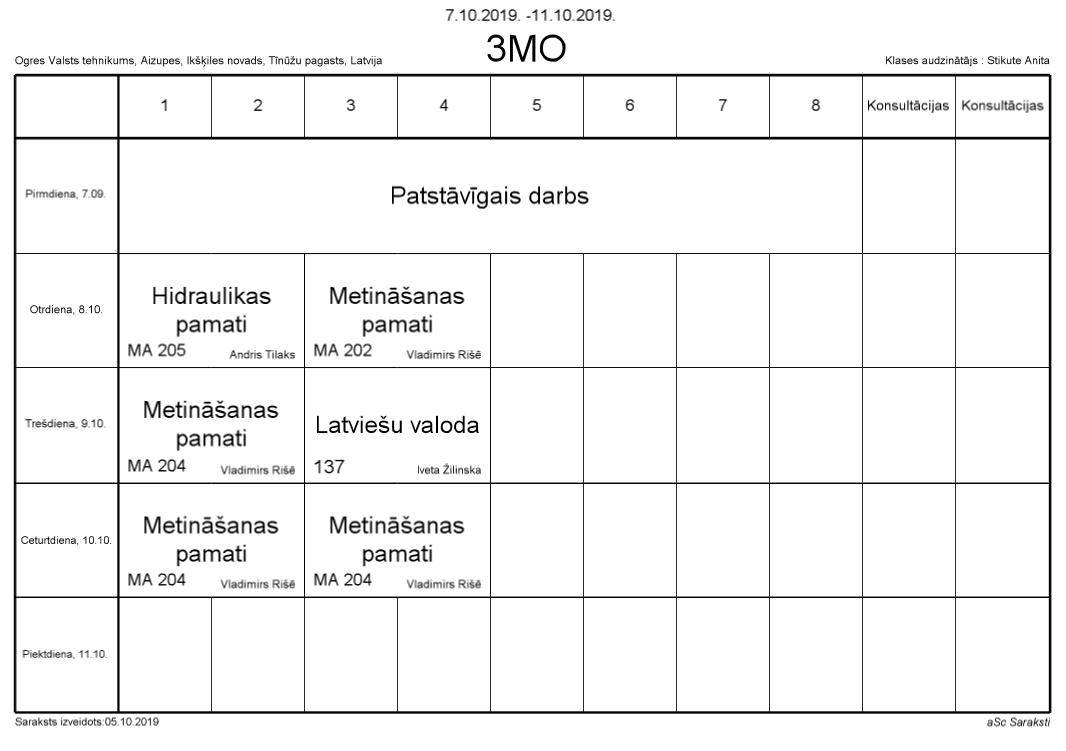 7.10.2019. -11.10.2019.
3MO
Ogres Valsts tehnikums, Aizupes, Ikšķiles novads, Tīnūžu pagasts, Latvija
Klases audzinātājs : Stikute Anita
1 2 3 4 5 6 7 8 Konsultācijas Konsultācijas
Pirmdiena, 7.09.
Patstāvīgais darbs
Otrdiena, 8.10.
Hidraulikas
pamati
MA 205 Andris Tilaks
Metināšanas
pamati
MA 202 Vladimirs Rišē
Trešdiena, 9.10.
Metināšanas
pamati
MA 204 Vladimirs Rišē
Latviešu valoda
137 Iveta Žilinska
Ceturtdiena, 10.10.
Metināšanas
pamati
MA 204 Vladimirs Rišē
Metināšanas
pamati
MA 204 Vladimirs Rišē
Piektdiena, 11.10.
Saraksts izveidots:05.10.2019
aSc Saraksti